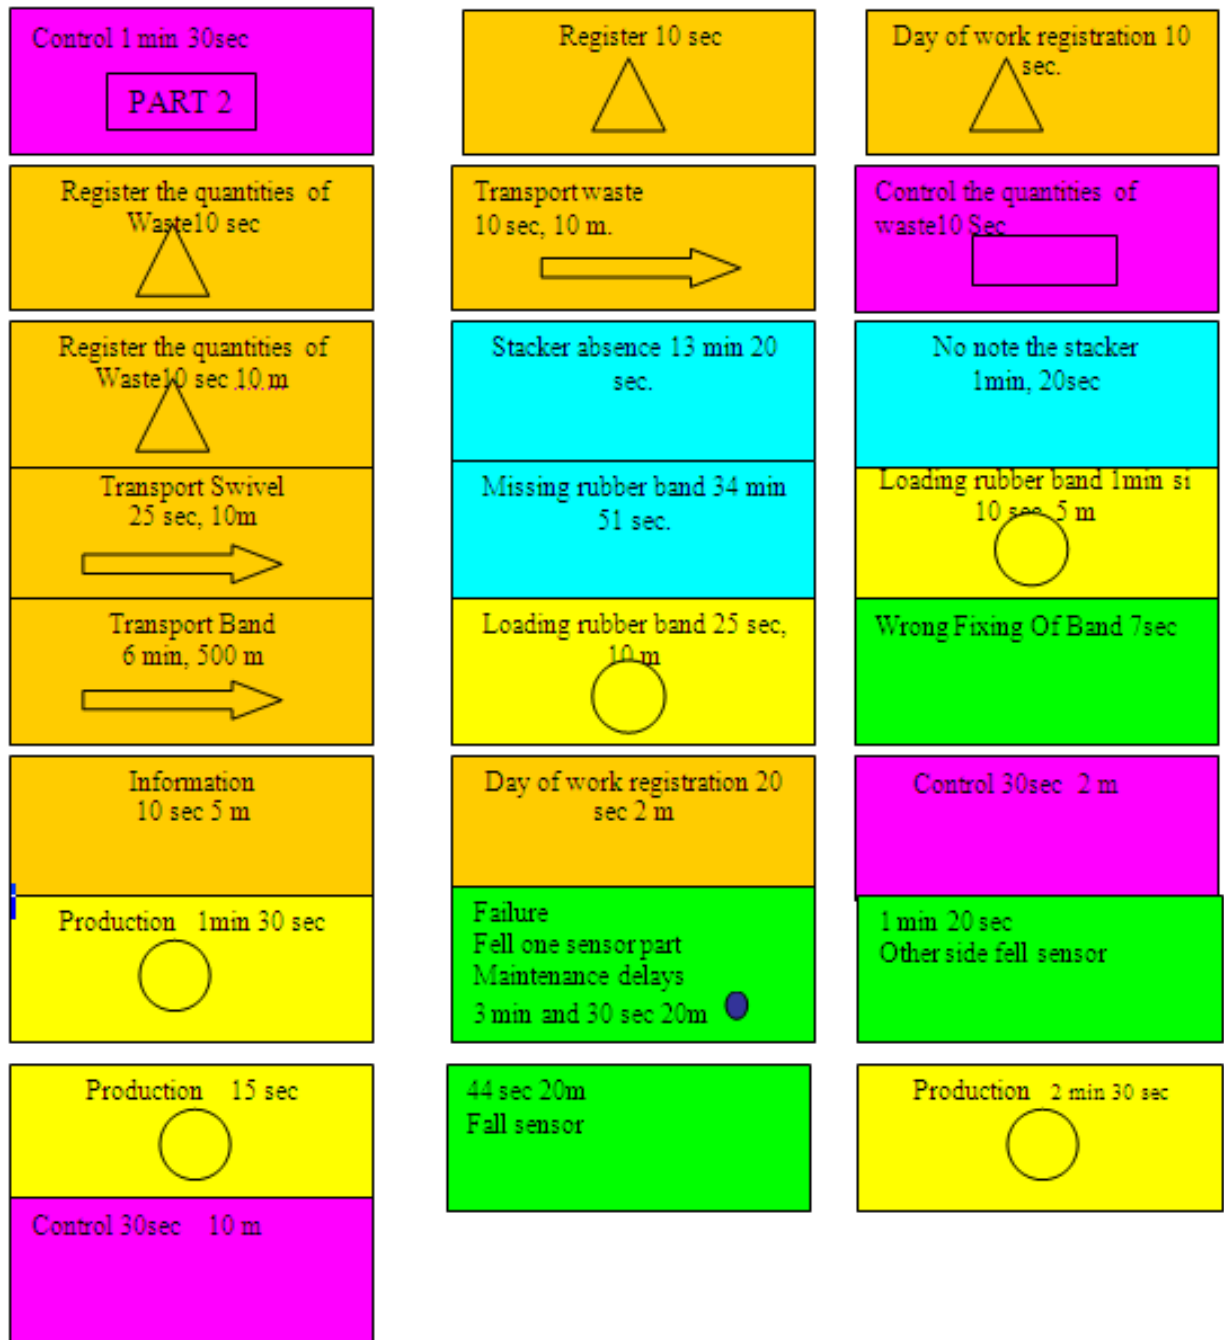 Control 1 min 30sec
PART 2
Register 10 sec
Day of work registration 10
sec.
Register the quantities of
Waste10 sec
Transport waste
10 sec, 10 m.
Control the quantities of
waste10 Sec
Register the quantities of
Waste10 sec 10 m
Stacker absence 13 min 20
sec.
No note the stacker
1min, 20sec
Transport Swivel
25 sec, 10m
Missing rubber band 34 min
51 sec.
Loading rubber band 1min si
10 sec, 5 m
Transport Band
6 min, 500 m
Loading rubber band 25 sec,
10 m
Wrong Fixing Of Band 7sec
Information
10 sec 5 m
Day of work registration 20
sec 2 m
Control 30sec 2 m
Production 1min 30 sec
Failure
Fell one sensor part
Maintenance delays
3 min and 30 sec 20m
1 min 20 sec
Other side fell sensor
Production 15 sec
44 sec 20m
Fall sensor
Production 2 min 30 sec
Control 30sec 10 m